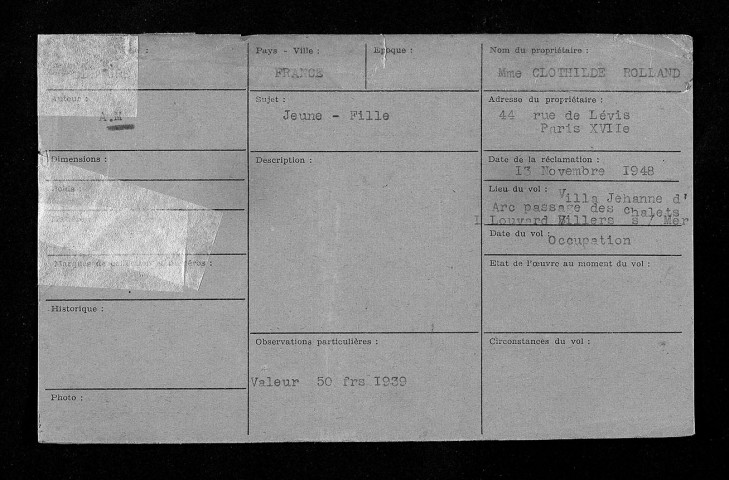 Auteur :
A.M
Dimensions :
Poids :
Historique :
Photo :
Pays - Ville :
FRANCE
Epoque :
Sujet :
Jeune - Fille
Description :
Observations particulières :
Valeur 50 frs 1939
Nom du propriétaire :
Mme CLOTHILDE ROLLAND
Adresse du propriétaire :
44 rue de Lévis
Paris XVIIe
Date de la réclamation :
13 Novembre 1948
Lieu du vol : Villa Jehanne d'
Arc passage des Chalets
Louvard Villers s/ Mer
Date du vol :
Occupation
Etat de l'œuvre au moment du vol :
Circonstances du vol :